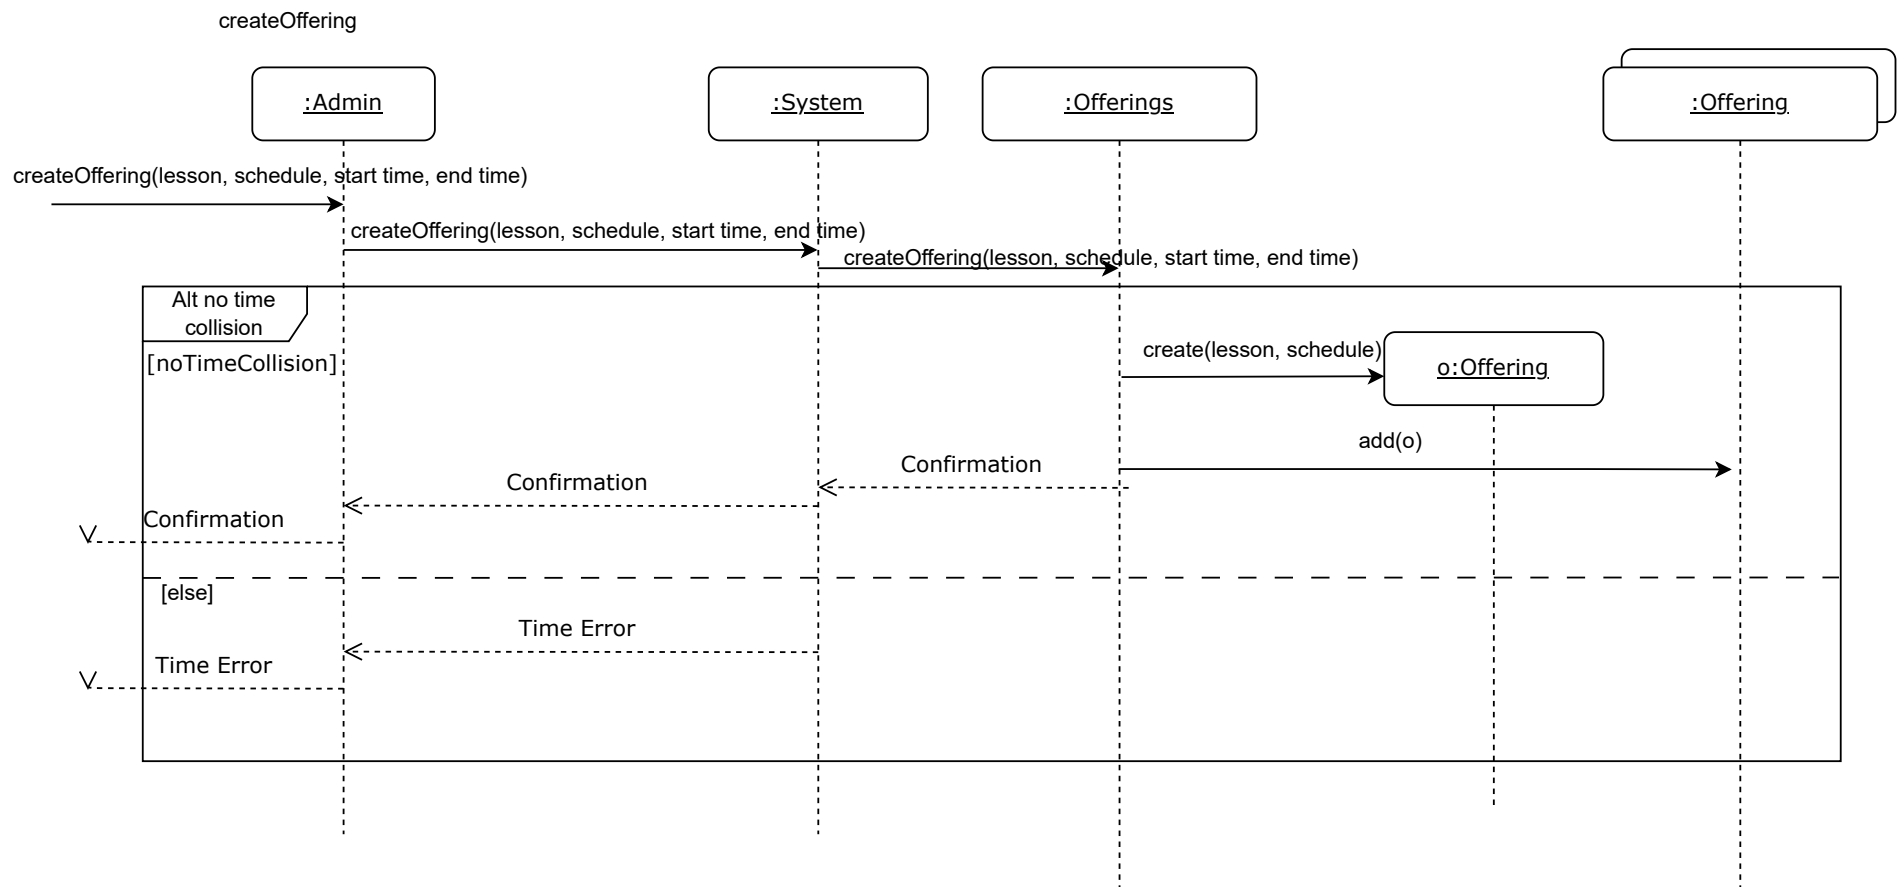 createOffering
:Admin
:System
:Offerings
:Offering
createOffering(lesson, schedule, start time, end time)
createOffering(lesson, schedule, start time, end time)
createOffering(lesson, schedule, start time, end time)
Alt no time
collision
[noTimeCollision]
create(lesson, schedule)
o:Offering
add(o)
Confirmation
Confirmation
Confirmation
[else]
Time Error
Time Error